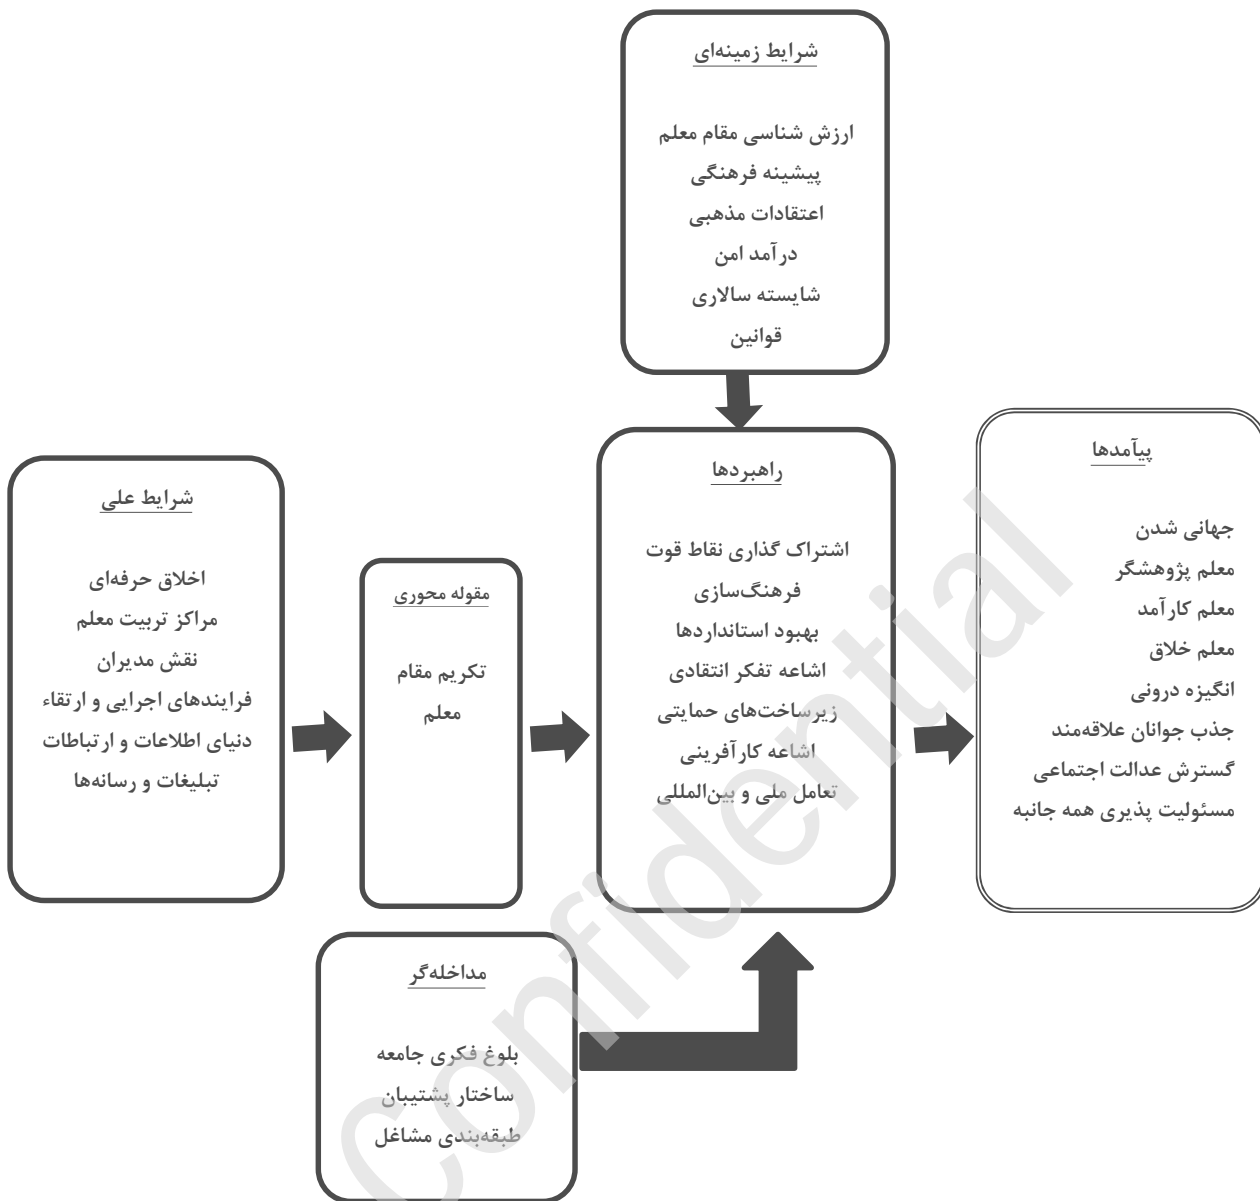 شرایط زمینه‌ای
ارزش شناسی مقام معلم
پیشینه فرهنگی
اعتقادات مذهبی
درآمد امن
شایسته سالاری
قوانین
شرایط علی
اخلاق حرفه‌ای
مراکز تربیت معلم
نقش مدیران
فرایندهای اجرایی و ارتقاء
دنیای اطلاعات و ارتباطات
تبلیغات و رسانه‌ها
مقوله محوری
تکریم مقام
معلم
راهبردها
اشتراک گذاری نقاط قوت
فرهنگ‌سازی
بهبود استانداردها
اشاعه تفکر انتقادی
زیرساخت‌های حمایتی
اشاعه کارآفرینی
تعامل ملی و بین‌المللی
پیآمدها
جهانی شدن
معلم پژوهشگر
معلم کارآمد
معلم خلاق
انگیزه درونی
جذب جوانان علاقه‌مند
گسترش عدالت اجتماعی
مسئولیت پذیری همه جانبه
مداخله‌گر
بلوغ فکری جامعه
ساختار پشتیبان
طبقه‌بندی مشاغل
Confidential